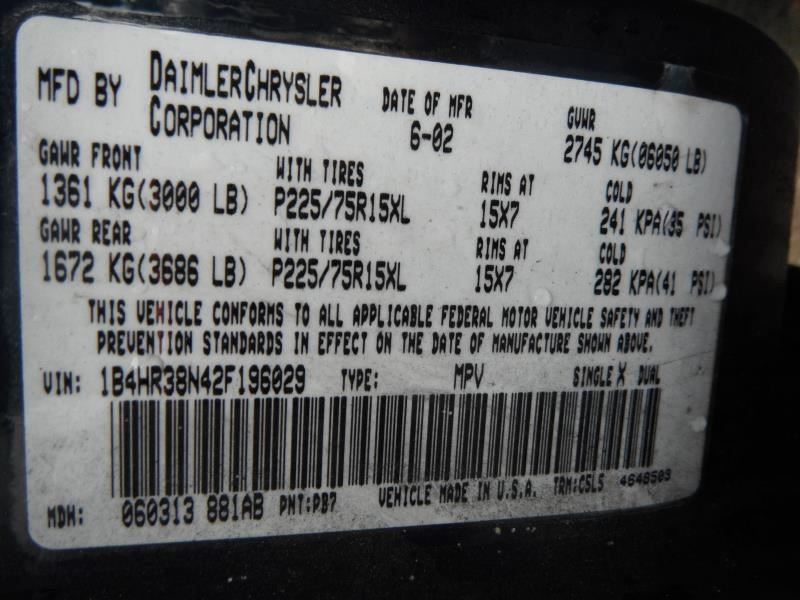 MFD BY DAIMLERCHRYSLER CORPORATION
DATE OF MFR 6-02
GVWR 2745 KG(06050 LB)
GAWR FRONT WITH TIRES RIMS AT COLD
1361 KG(3000 LB) P225/75R15XL 15X7 241 KPA(35 PSI)
GAWR REAR WITH TIRES RIMS AT COLD
1672 KG(3686 LB) P225/75R15XL 15X7 282 KPA(41 PSI)
THIS VEHICLE CONFORMS TO ALL APPLICABLE FEDERAL MOTOR VEHICLE SAFETY AND THEFT
PREVENTION STANDARDS IN EFFECT ON THE DATE OF MANUFACTURE SHOWN ABOVE.
VIN: 1B4HR38N42F196029 TYPE: MPV SINGLE X DUAL
MDH: 060313 881AB PNT:PB7 VEHICLE MADE IN U.S.A. TRM:C5L5 4648503